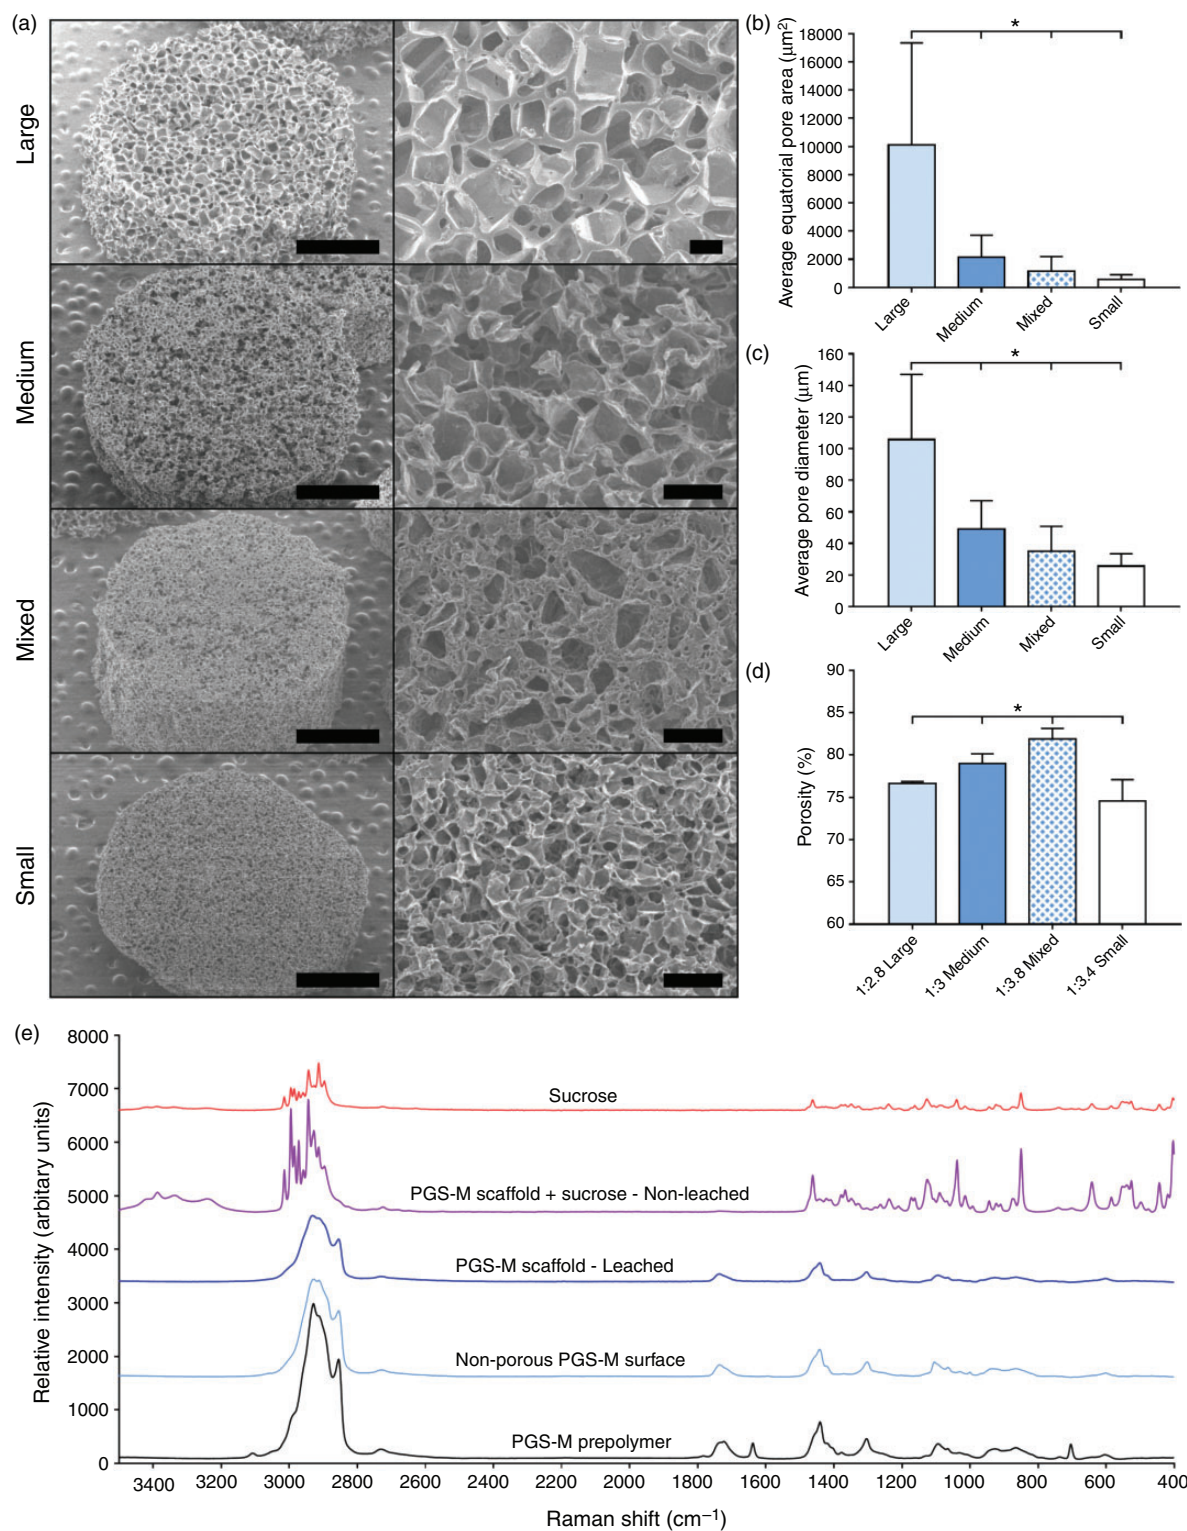 (a)
Large
Medium
Mixed
Small
(b)
Average equatorial pore area (μm²)
18000
16000
14000
12000
10000
8000
6000
4000
2000
0
*
Large
Medium
Mixed
Small
(c)
Average pore diameter (μm)
160
140
120
100
80
60
40
20
0
*
Large
Medium
Mixed
Small
(d)
Porosity (%)
90
85
80
75
70
65
60
*
1:2.8 Large
1:3 Medium
1:3.8 Mixed
1:3.4 Small
(e)
Relative intensity (arbitary units)
8000
7000
6000
5000
4000
3000
2000
1000
0
Sucrose
PGS-M scaffold + sucrose - Non-leached
PGS-M scaffold - Leached
Non-porous PGS-M surface
PGS-M prepolymer
3400 3200 3000 2800 2600 2400 2200 2000 1800 1600 1400 1200 1000 800 600 400
Raman shift (cm⁻¹)